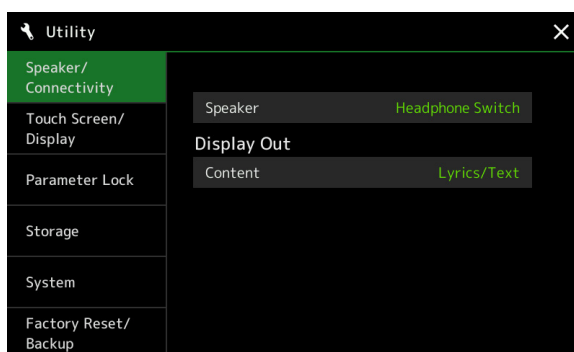 Utility
Speaker/
Connectivity
Touch Screen/
Display
Parameter Lock
Storage
System
Factory Reset/
Backup
Speaker Headphone Switch
Display Out
Content Lyrics/Text